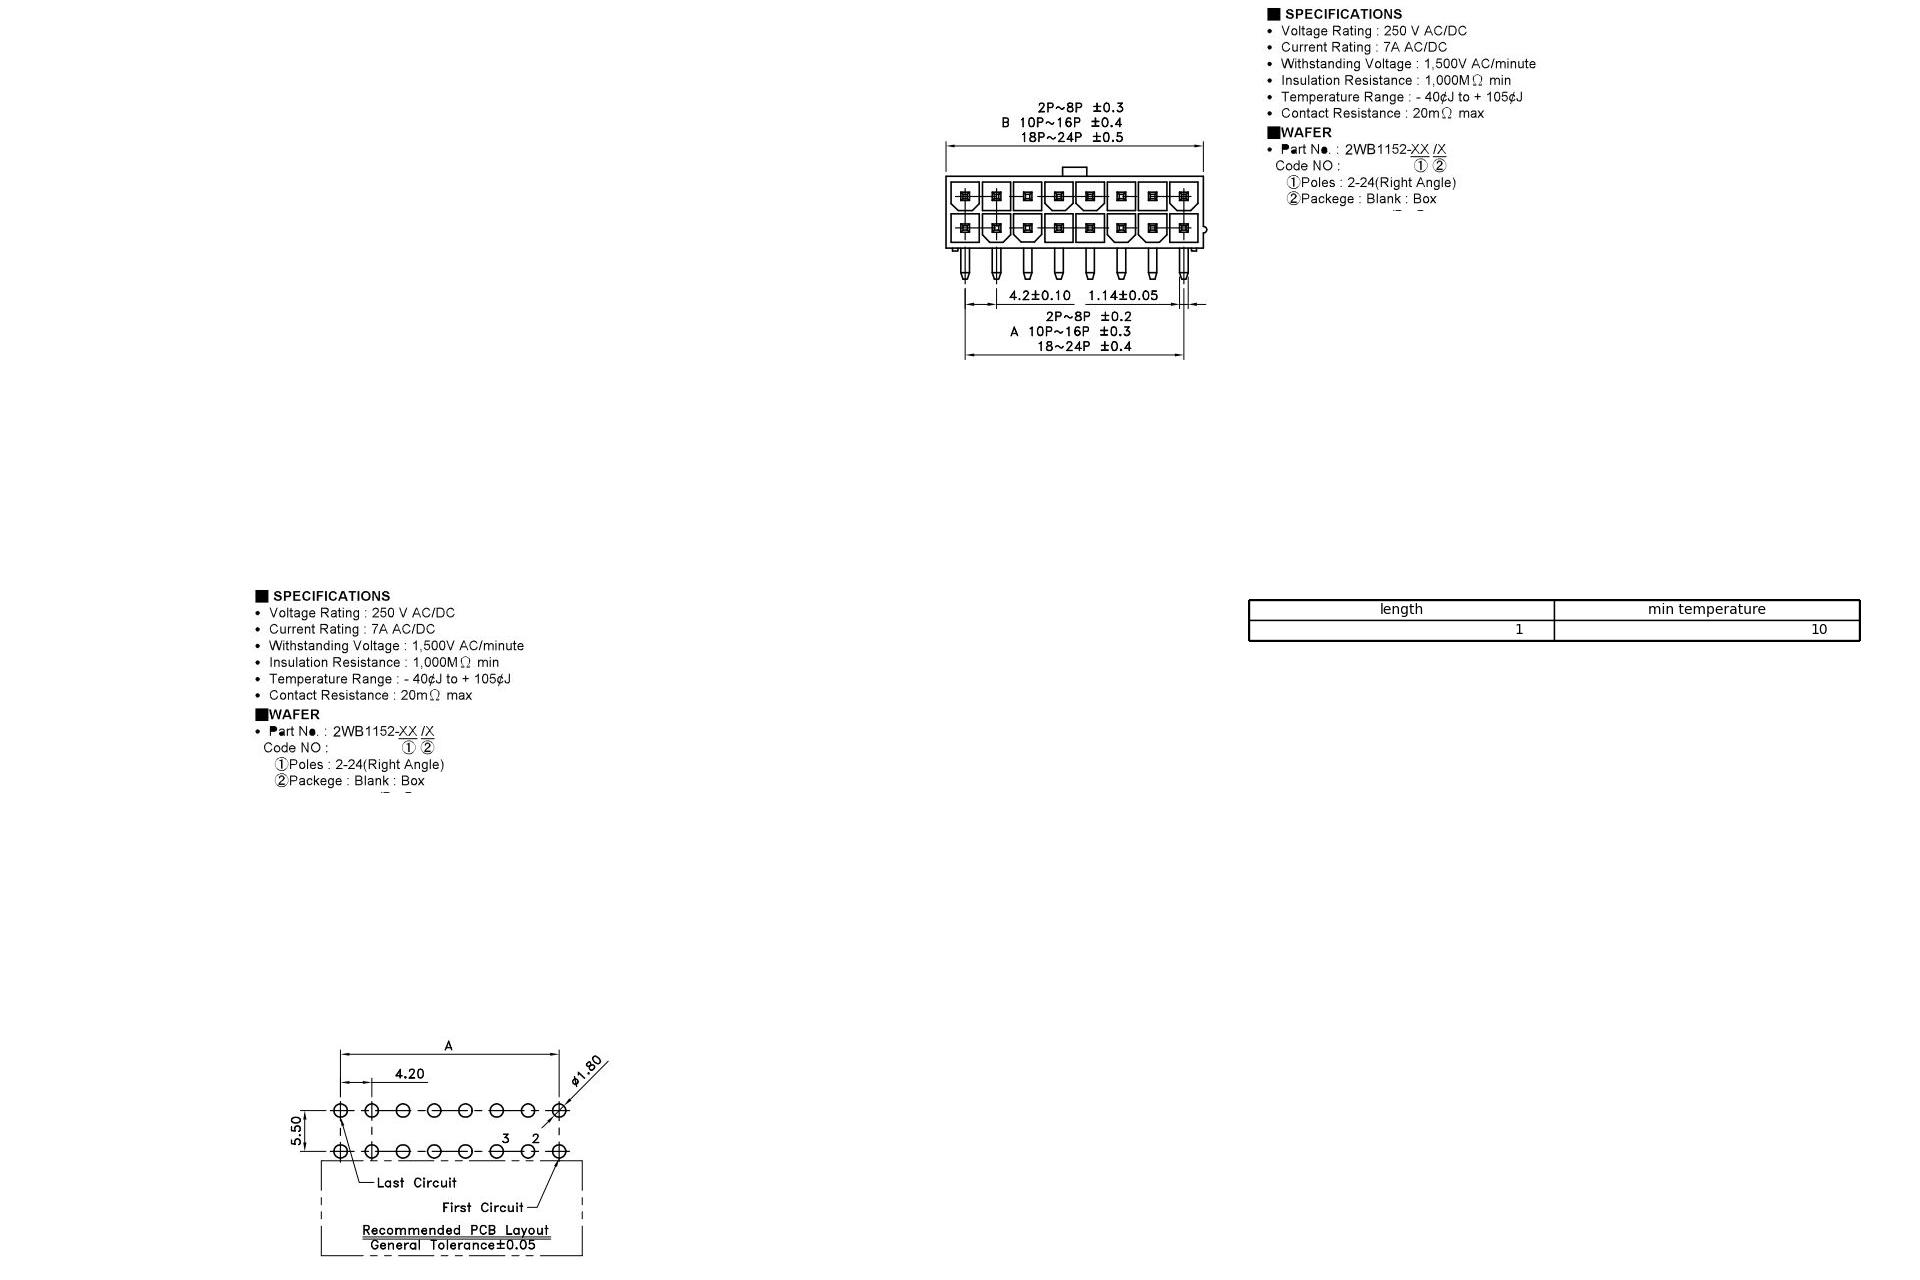 ■ SPECIFICATIONS
• Voltage Rating : 250 V AC/DC
• Current Rating : 7A AC/DC
• Withstanding Voltage : 1,500V AC/minute
• Insulation Resistance : 1,000MΩ min
• Temperature Range : - 40¢J to + 105¢J
• Contact Resistance : 20mΩ max
■WAFER
• Part No. : 2WB1152-XX /X
Code NO : ① ②
①Poles : 2-24(Right Angle)
②Packege : Blank : Box
2P~8P ±0.3
B 10P~16P ±0.4
18P~24P ±0.5
4.2±0.10 1.14±0.05
2P~8P ±0.2
A 10P~16P ±0.3
18~24P ±0.4
■ SPECIFICATIONS
• Voltage Rating : 250 V AC/DC
• Current Rating : 7A AC/DC
• Withstanding Voltage : 1,500V AC/minute
• Insulation Resistance : 1,000MΩ min
• Temperature Range : - 40¢J to + 105¢J
• Contact Resistance : 20mΩ max
■WAFER
• Part No. : 2WB1152-XX /X
Code NO : ① ②
①Poles : 2-24(Right Angle)
②Packege : Blank : Box
length min temperature
1 10
A
4.20
ø1.80
5.50
3 2
Last Circuit
First Circuit
Recommended PCB Layout
General Tolerance±0.05